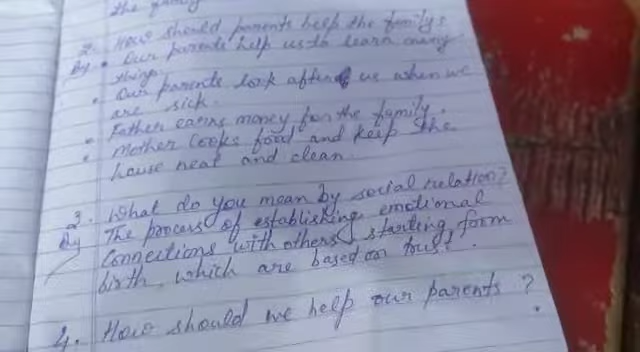 the family
2. How should parents help the family?
Ay • Our parents help us to learn many
things.
• Our parents look after us when we
are sick.
• Father earns money for the family.
• Mother cooks food and keep the
house neat and clean.
3. What do you mean by social relation?
Ay The process of establishing emotional
connections with others, starting form
birth, which are based on trust.
4. How should we help our parents ?